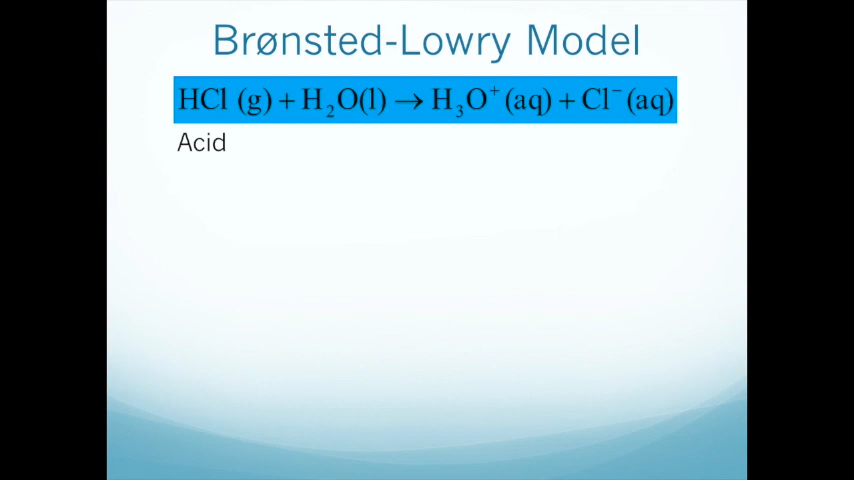 Brønsted-Lowry Model
HCl (g) + H₂O(l) → H₃O⁺ (aq) + Cl⁻ (aq)
Acid